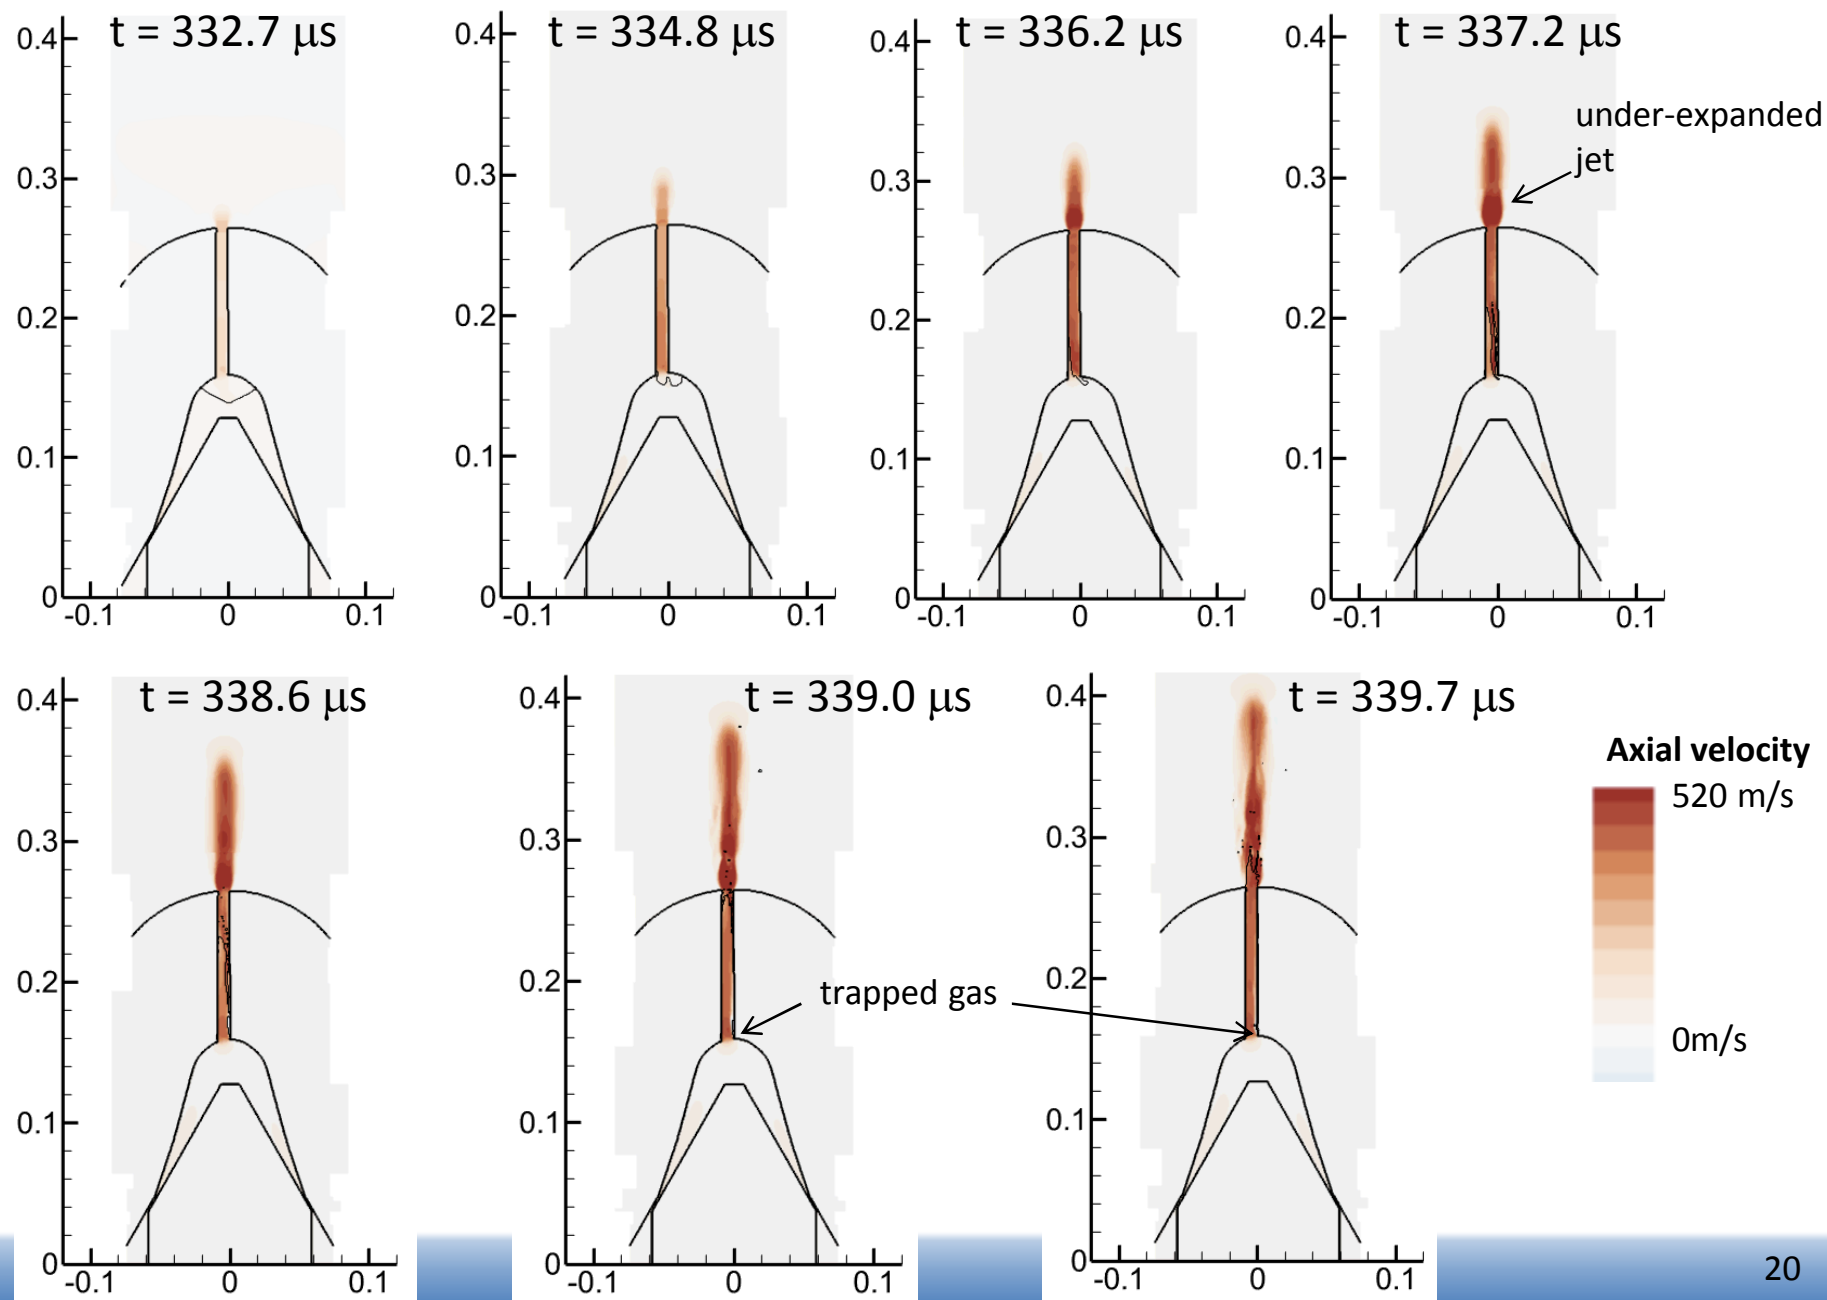 t = 332.7 μs
0.4
0.3
0.2
0.1
0
-0.1 0 0.1
t = 334.8 μs
0.4
0.3
0.2
0.1
0
-0.1 0 0.1
t = 336.2 μs
0.4
0.3
0.2
0.1
0
-0.1 0 0.1
t = 337.2 μs
0.4
0.3
0.2
0.1
0
-0.1 0 0.1
under-expanded
jet
t = 338.6 μs
0.4
0.3
0.2
0.1
0
-0.1 0 0.1
t = 339.0 μs
0.4
0.3
0.2
0.1
0
-0.1 0 0.1
trapped gas
t = 339.7 μs
0.4
0.3
0.2
0.1
0
-0.1 0 0.1
Axial velocity
520 m/s
0m/s
20